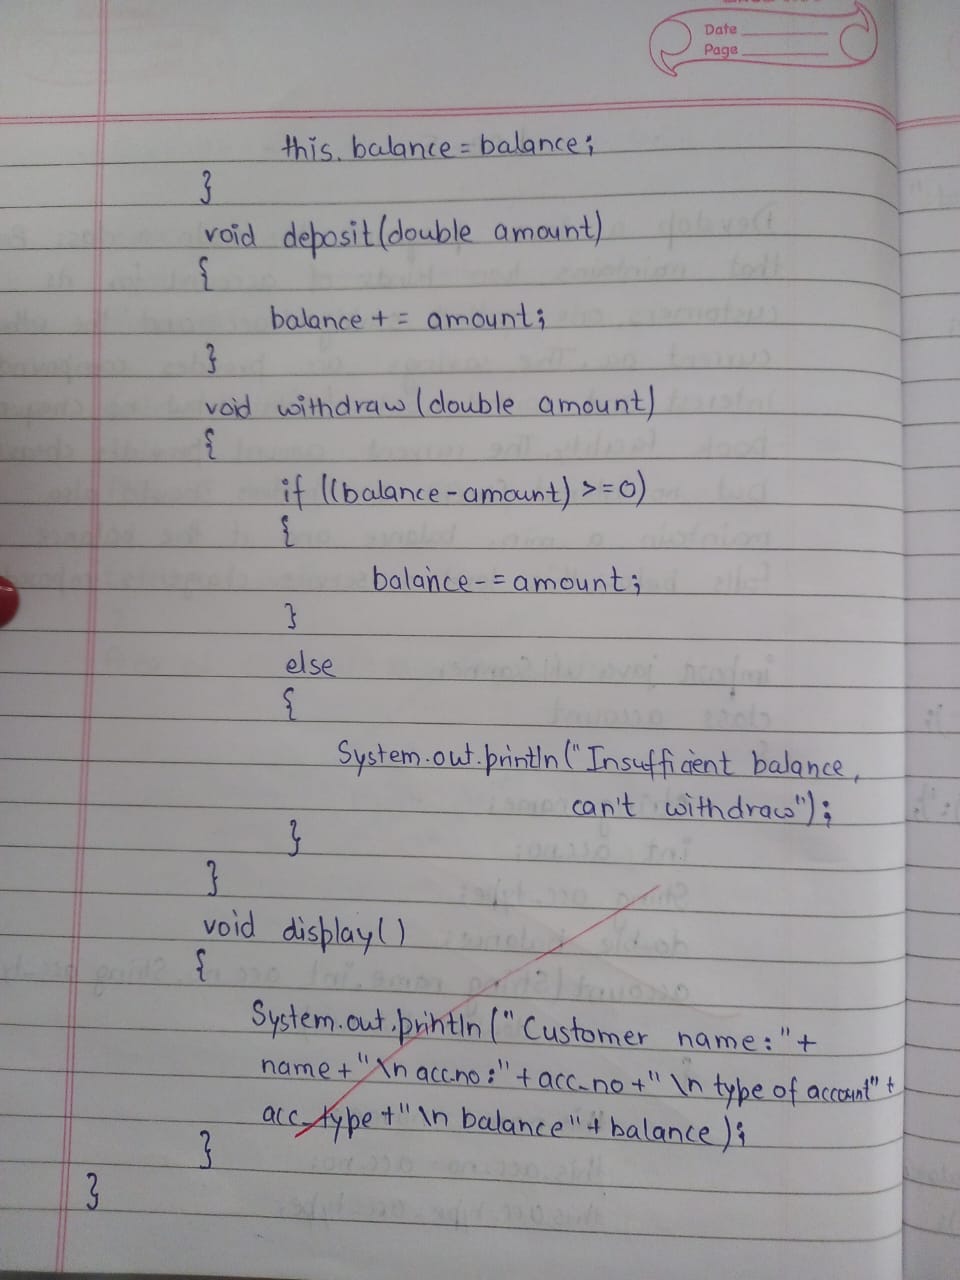 Date
Page
this.balance = balance;
}
void deposit(double amount)
{
balance + = amount;
}
void withdraw(double amount)
{
if ((balance-amount) >=0)
{
balance-=amount;
}
else
{
System.out.println("Insufficient balance,
can't withdraw");
}
}
void display()
{
System.out.println("Customer name:"+
name+"\n acc.no:"+acc_no+"\n type of account"+
acc_type+"\n balance"+balance);
}
}